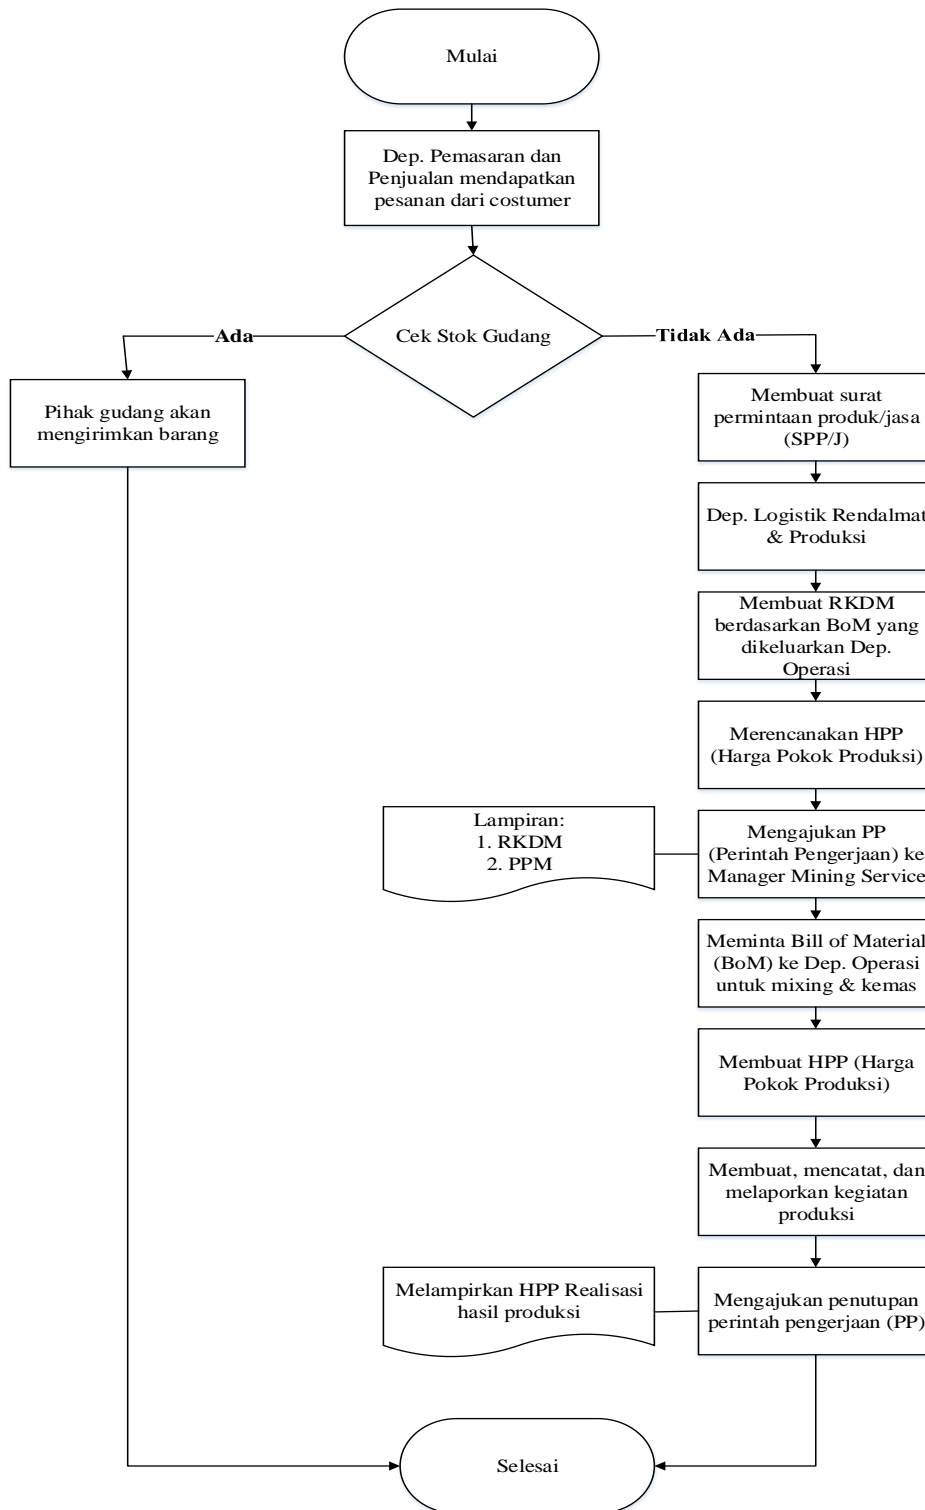 Mulai
Dep. Pemasaran dan
Penjualan mendapatkan
pesanan dari costumer
Cek Stok Gudang
Ada
Tidak Ada
Pihak gudang akan
mengirimkan barang
Membuat surat
permintaan produk/jasa
(SPP/J)
Dep. Logistik Rendalmat
& Produksi
Membuat RKDM
berdasarkan BoM yang
dikeluarkan Dep.
Operasi
Merencanakan HPP
(Harga Pokok Produksi)
Lampiran:
1. RKDM
2. PPM
Mengajukan PP
(Perintah Pengerjaan) ke
Manager Mining Service
Meminta Bill of Material
(BoM) ke Dep. Operasi
untuk mixing & kemas
Membuat HPP (Harga
Pokok Produksi)
Membuat, mencatat, dan
melaporkan kegiatan
produksi
Melampirkan HPP Realisasi
hasil produksi
Mengajukan penutupan
perintah pengerjaan (PP)
Selesai